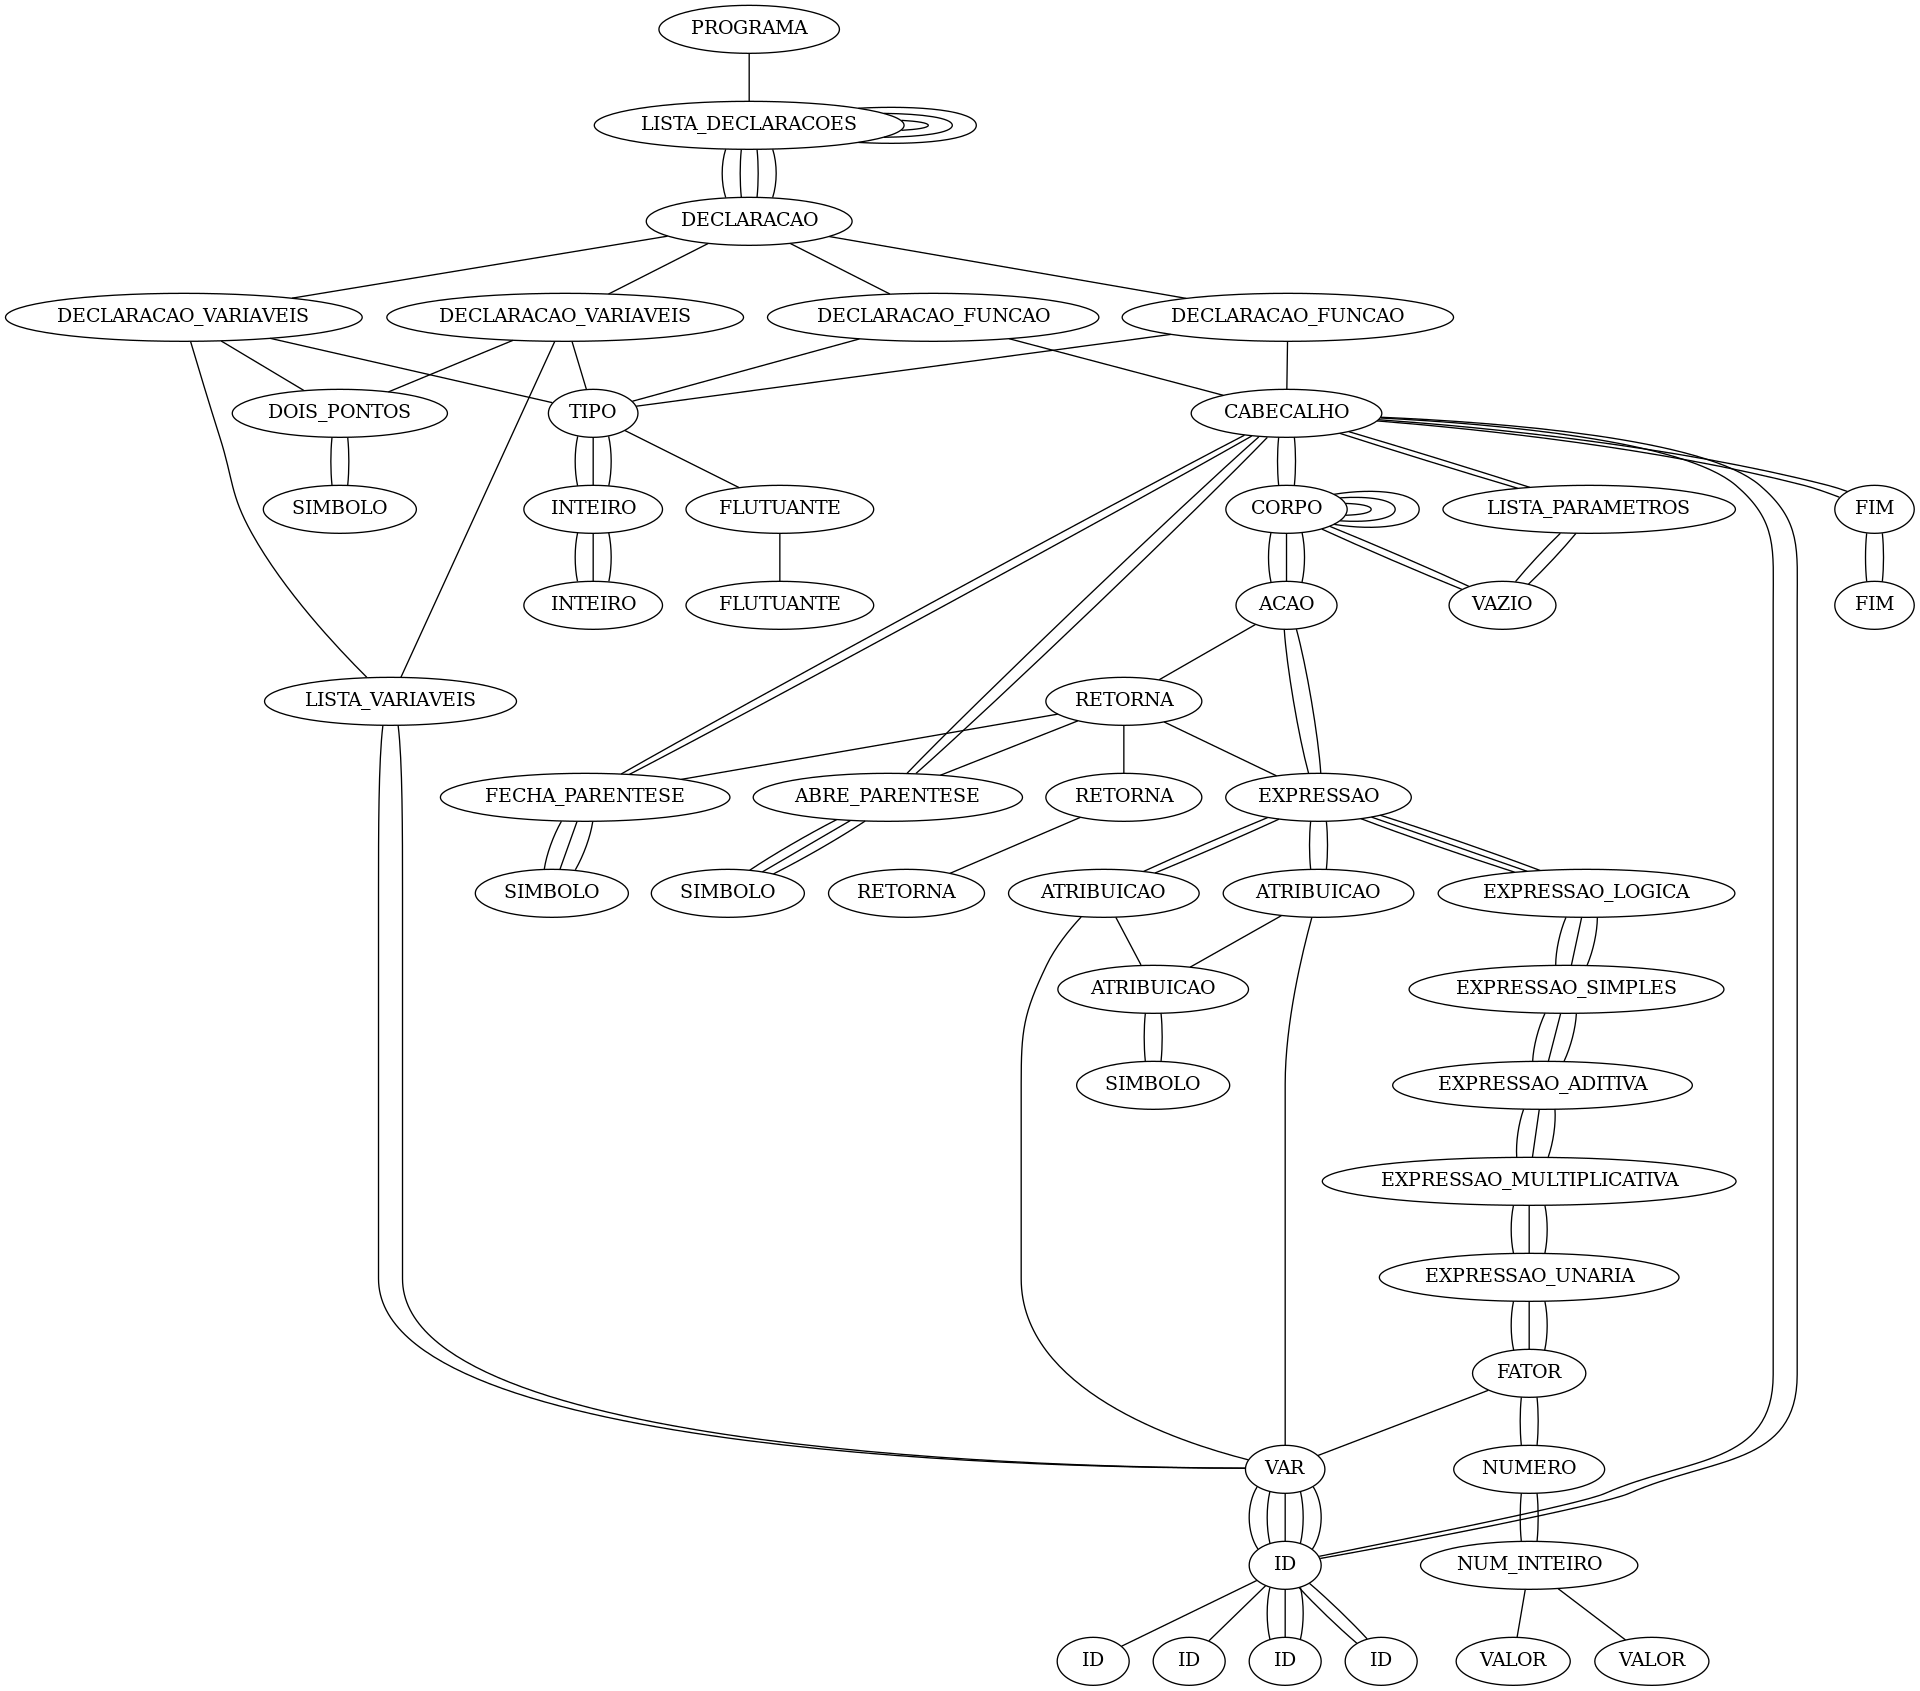 PROGRAMA
LISTA_DECLARACOES
DECLARACAO
DECLARACAO_VARIAVEIS
DECLARACAO_VARIAVEIS
DECLARACAO_FUNCAO
DECLARACAO_FUNCAO
DOIS_PONTOS
TIPO
CABECALHO
SIMBOLO
INTEIRO
FLUTUANTE
CORPO
LISTA_PARAMETROS
FIM
INTEIRO
FLUTUANTE
ACAO
VAZIO
FIM
LISTA_VARIAVEIS
RETORNA
FECHA_PARENTESE
ABRE_PARENTESE
RETORNA
EXPRESSAO
SIMBOLO
SIMBOLO
RETORNA
ATRIBUICAO
ATRIBUICAO
EXPRESSAO_LOGICA
ATRIBUICAO
EXPRESSAO_SIMPLES
SIMBOLO
EXPRESSAO_ADITIVA
EXPRESSAO_MULTIPLICATIVA
EXPRESSAO_UNARIA
FATOR
VAR
NUMERO
ID
NUM_INTEIRO
ID
ID
ID
ID
VALOR
VALOR